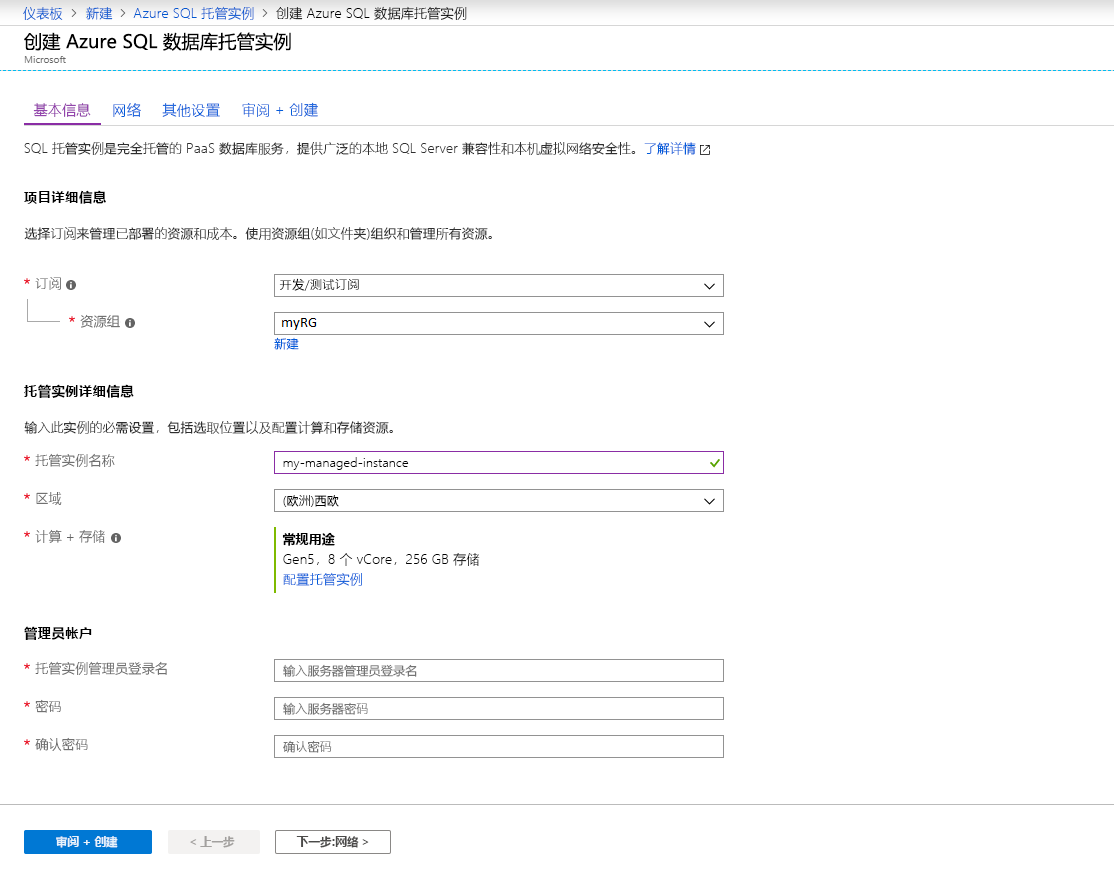 仪表板 > 新建 > Azure SQL 托管实例 > 创建 Azure SQL 数据库托管实例
创建 Azure SQL 数据库托管实例
Microsoft
基本信息 网络 其他设置 审阅 + 创建
SQL 托管实例是完全托管的 PaaS 数据库服务，提供广泛的本地 SQL Server 兼容性和本机虚拟网络安全性。了解详情
项目详细信息
选择订阅来管理已部署的资源和成本。使用资源组(如文件夹)组织和管理所有资源。
* 订阅 开发/测试订阅
* 资源组 myRG
新建
托管实例详细信息
输入此实例的必需设置，包括选取位置以及配置计算和存储资源。
* 托管实例名称 my-managed-instance
* 区域 (欧洲)西欧
* 计算 + 存储 常规用途
Gen5，8 个 vCore，256 GB 存储
配置托管实例
管理员帐户
* 托管实例管理员登录名 输入服务器管理员登录名
* 密码 输入服务器密码
* 确认密码 确认密码
审阅 + 创建 < 上一步 下一步:网络 >